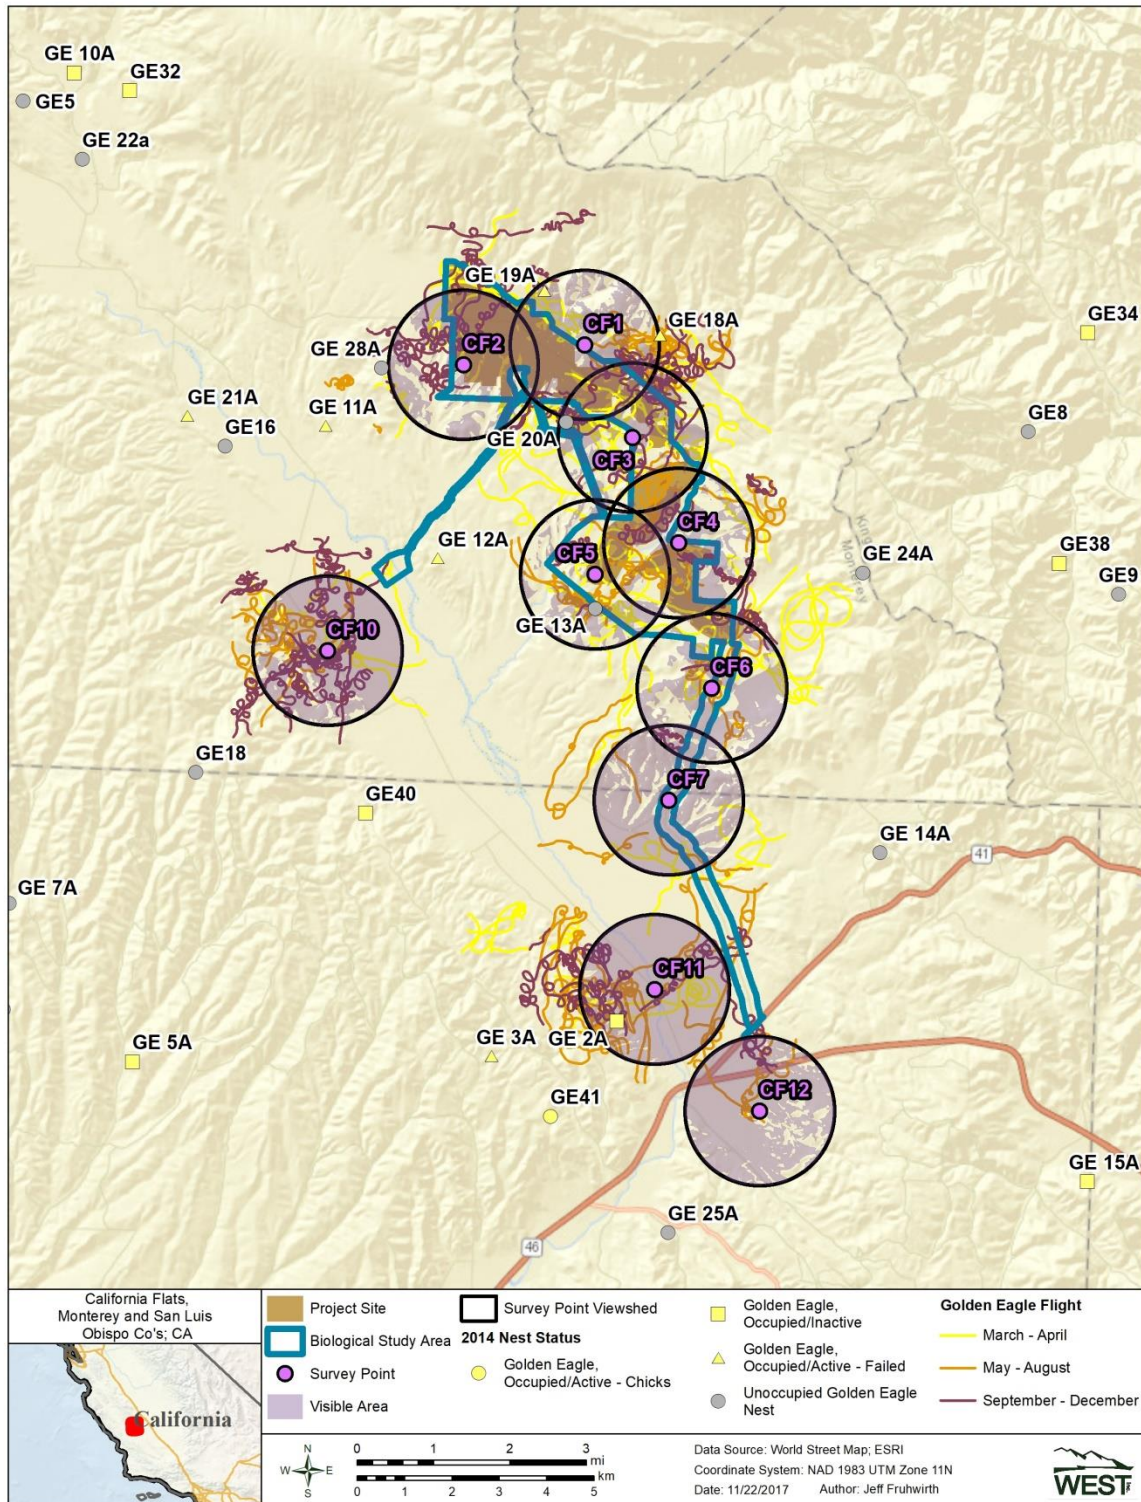 GE 10A
GE32
GE5
GE 22a
GE 19A
GE 18A
CF1
GE34
CF2
GE 28A
GE 21A
GE 11A
GE8
GE16
GE 20A
CF3
CF4
GE 12A
CF5
GE 24A
GE38
GE9
Kings
Monterey
GE 13A
CF10
CF6
GE18
CF7
GE40
GE 14A
41
GE 7A
CF11
GE 5A
GE 3A
GE 2A
GE41
CF12
GE 15A
GE 25A
46
California Flats,
Monterey and San Luis
Obispo Co's; CA
California
Project Site
Biological Study Area
Survey Point
Visible Area
Survey Point Viewshed
2014 Nest Status
Golden Eagle,
Occupied/Active - Chicks
Golden Eagle,
Occupied/Inactive
Golden Eagle,
Occupied/Active - Failed
Unoccupied Golden Eagle
Nest
Golden Eagle Flight
March - April
May - August
September - December
N
W E
S
0 1 2 3
mi
km
0 1 2 3 4 5
Data Source: World Street Map; ESRI
Coordinate System: NAD 1983 UTM Zone 11N
Date: 11/22/2017 Author: Jeff Fruhwirth
WEST